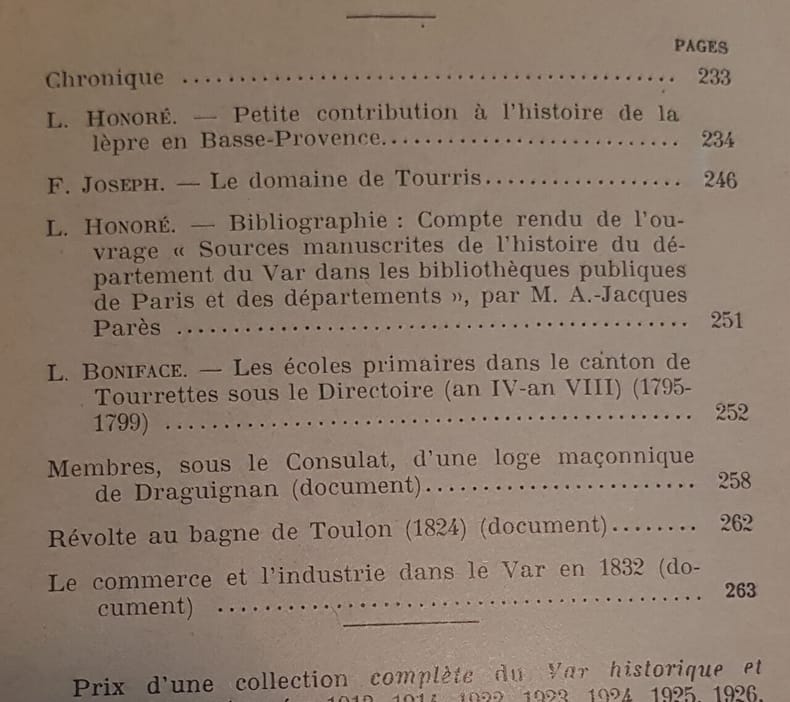 PAGES
Chronique ........................................ 233
L. HONORÉ. — Petite contribution à l'histoire de la
lèpre en Basse-Provence.......................... 234
F. JOSEPH. — Le domaine de Tourris................. 246
L. HONORÉ. — Bibliographie : Compte rendu de l'ou-
vrage « Sources manuscrites de l'histoire du dé-
partement du Var dans les bibliothèques publiques
de Paris et des départements », par M. A.-Jacques
Parès ........................................... 251
L. BONIFACE. — Les écoles primaires dans le canton de
Tourrettes sous le Directoire (an IV-an VIII) (1795-
1799) ............................................ 252
Membres, sous le Consulat, d'une loge maçonnique
de Draguignan (document)........................ 258
Révolte au bagne de Toulon (1824) (document)........ 262
Le commerce et l'industrie dans le Var en 1832 (do-
cument) .......................................... 263
Prix d'une collection complète du Var historique et
1922, 1923, 1924, 1925, 1926,